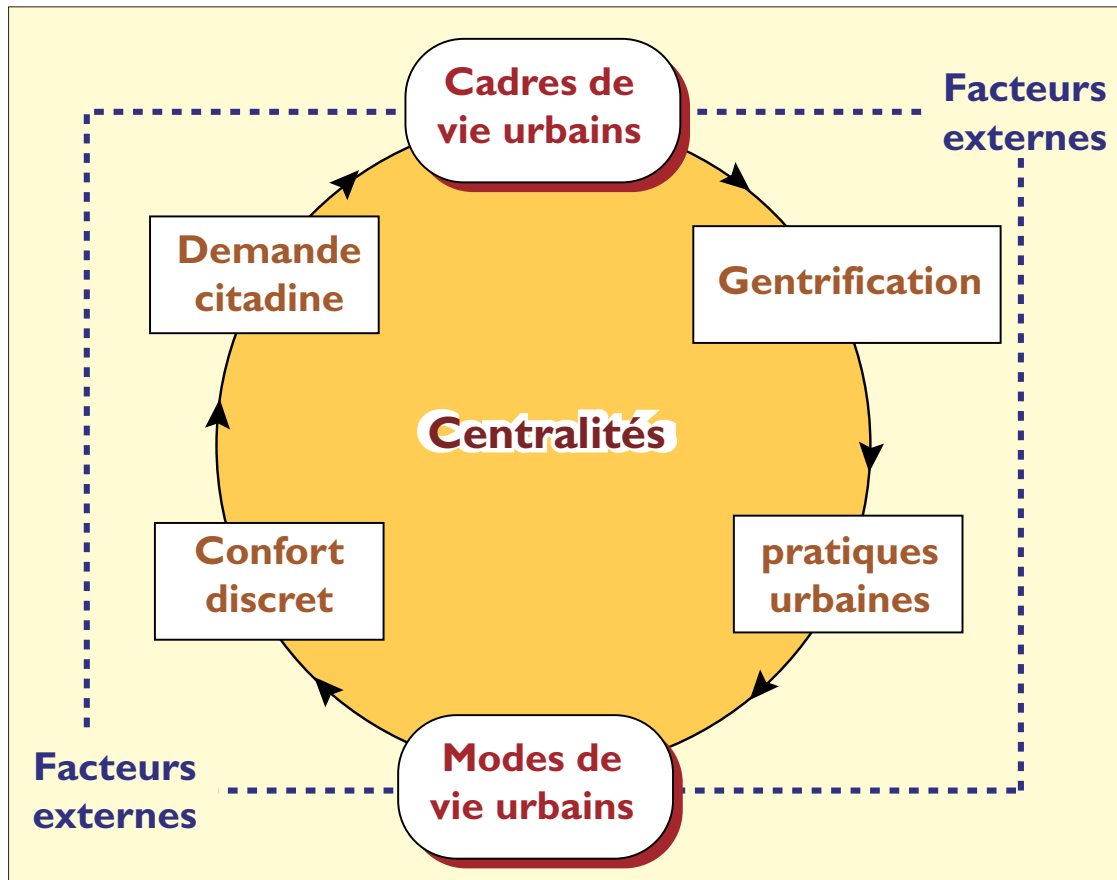 Cadres de
vie urbains
Facteurs
externes
Demande
citadine
Gentrification
Centralités
Confort
discret
pratiques
urbaines
Modes de
vie urbains
Facteurs
externes